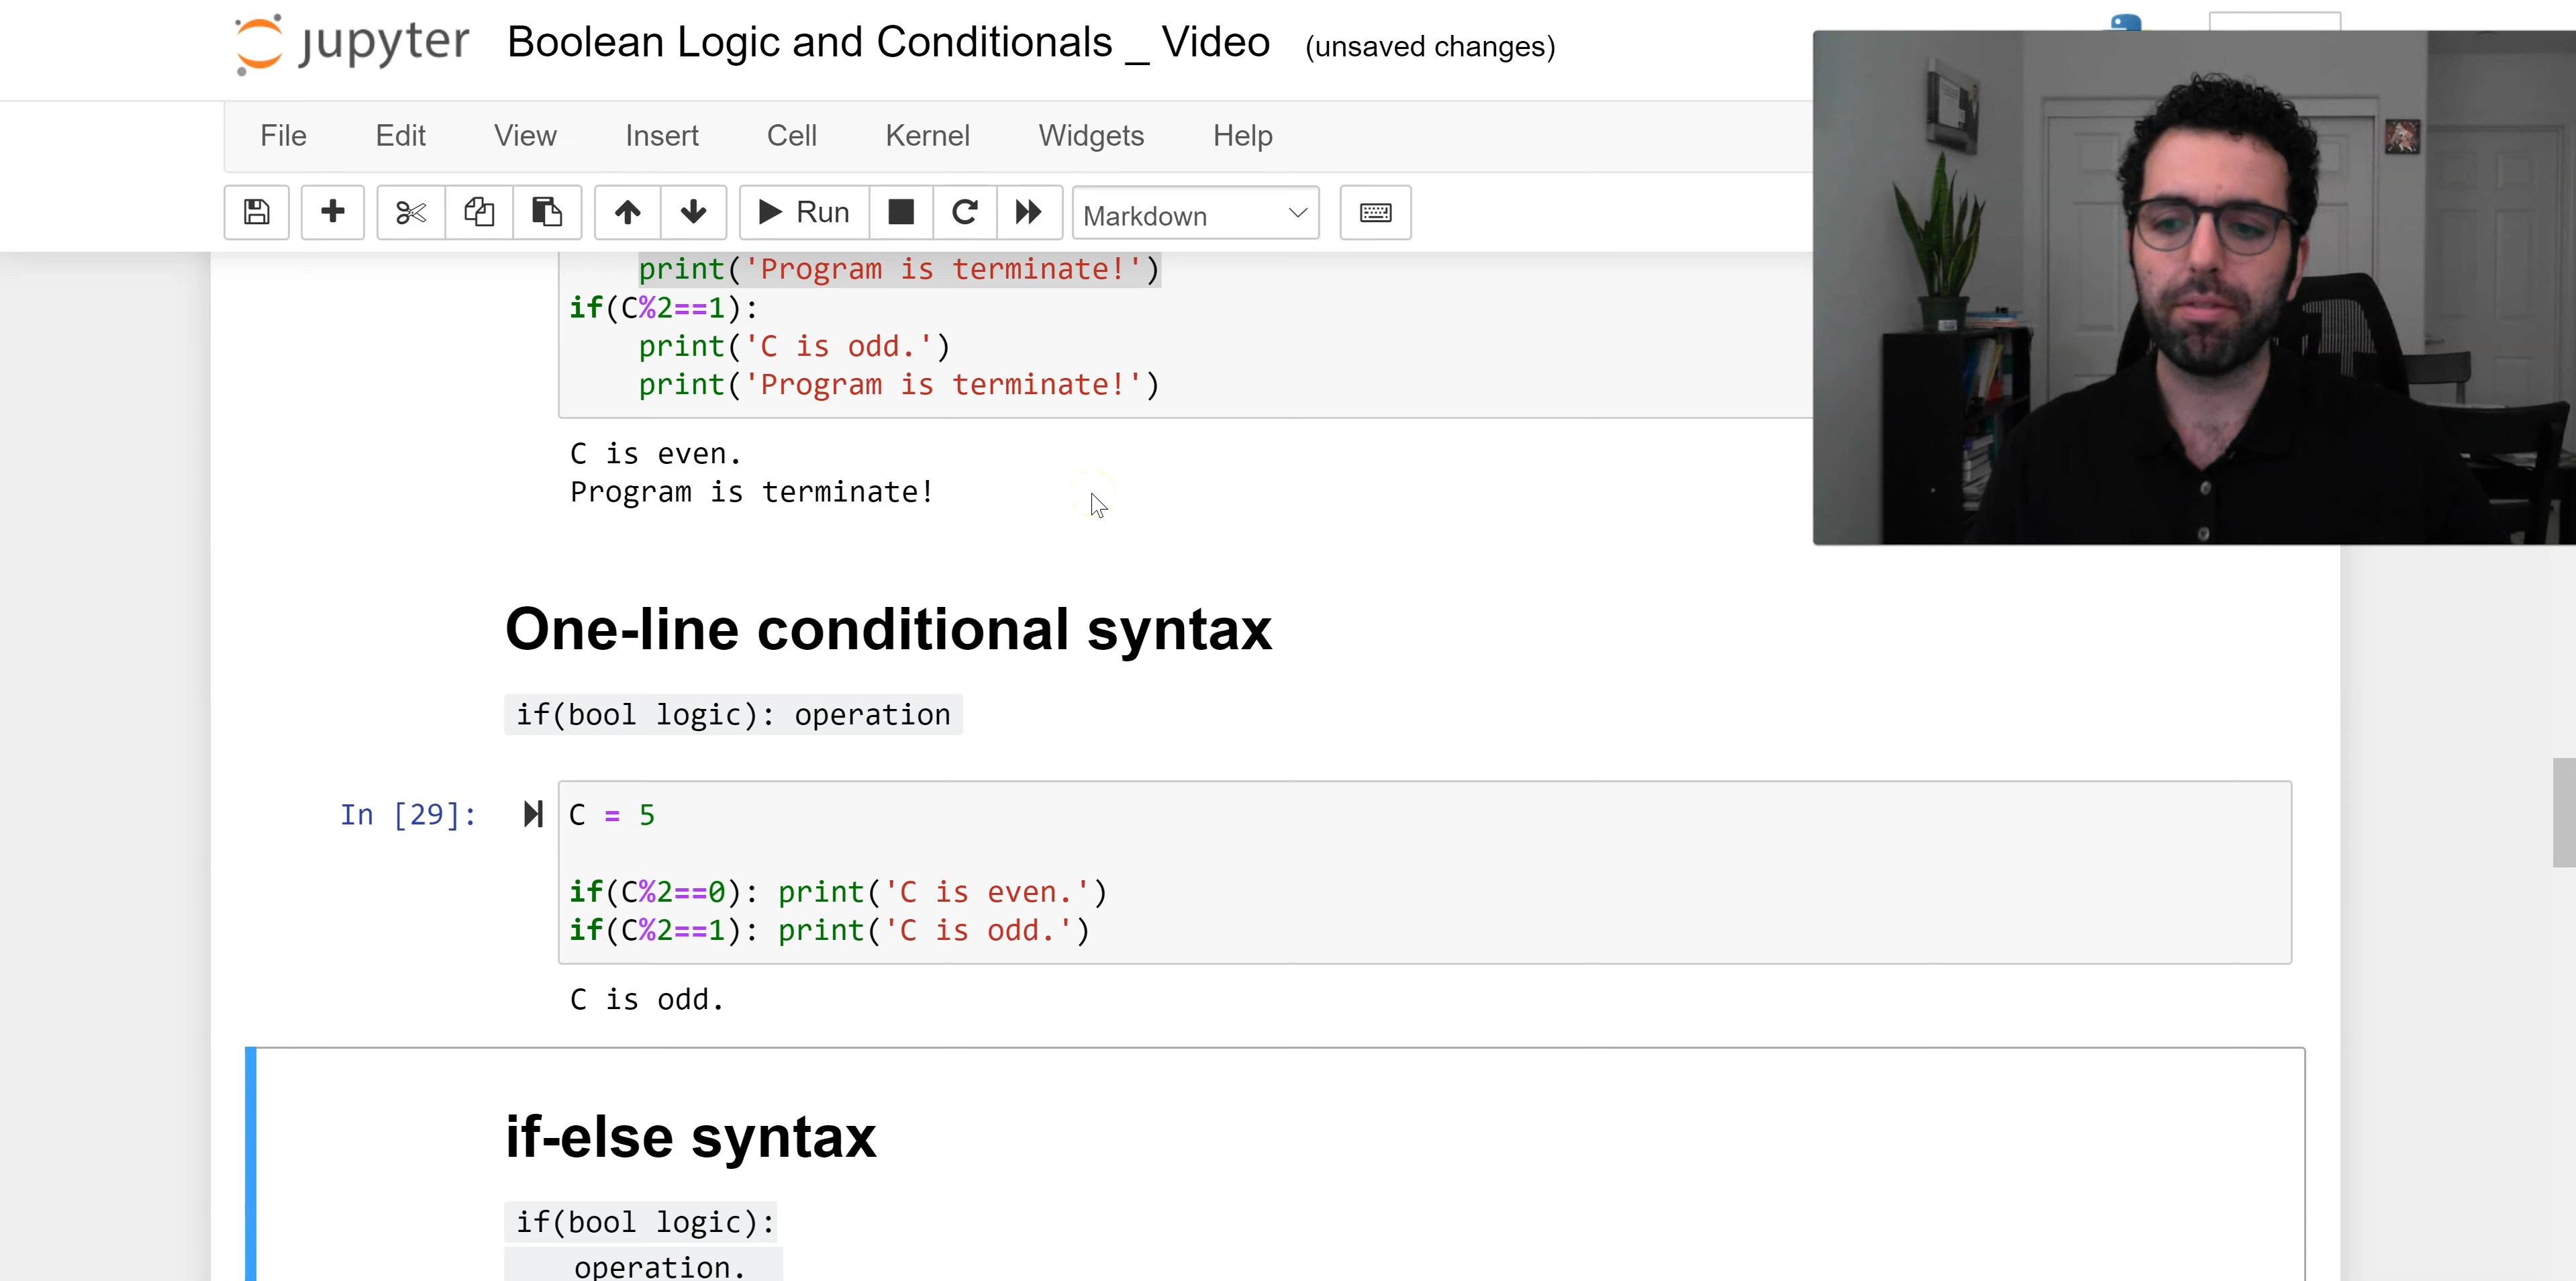 jupyter Boolean Logic and Conditionals _ Video (unsaved changes)
File Edit View Insert Cell Kernel Widgets Help
Run Markdown
print('Program is terminate!')
if(C%2==1):
print('C is odd.')
print('Program is terminate!')
C is even.
Program is terminate!
One-line conditional syntax
if(bool logic): operation
In [29]: C = 5
if(C%2==0): print('C is even.')
if(C%2==1): print('C is odd.')
C is odd.
if-else syntax
if(bool logic):
operation.